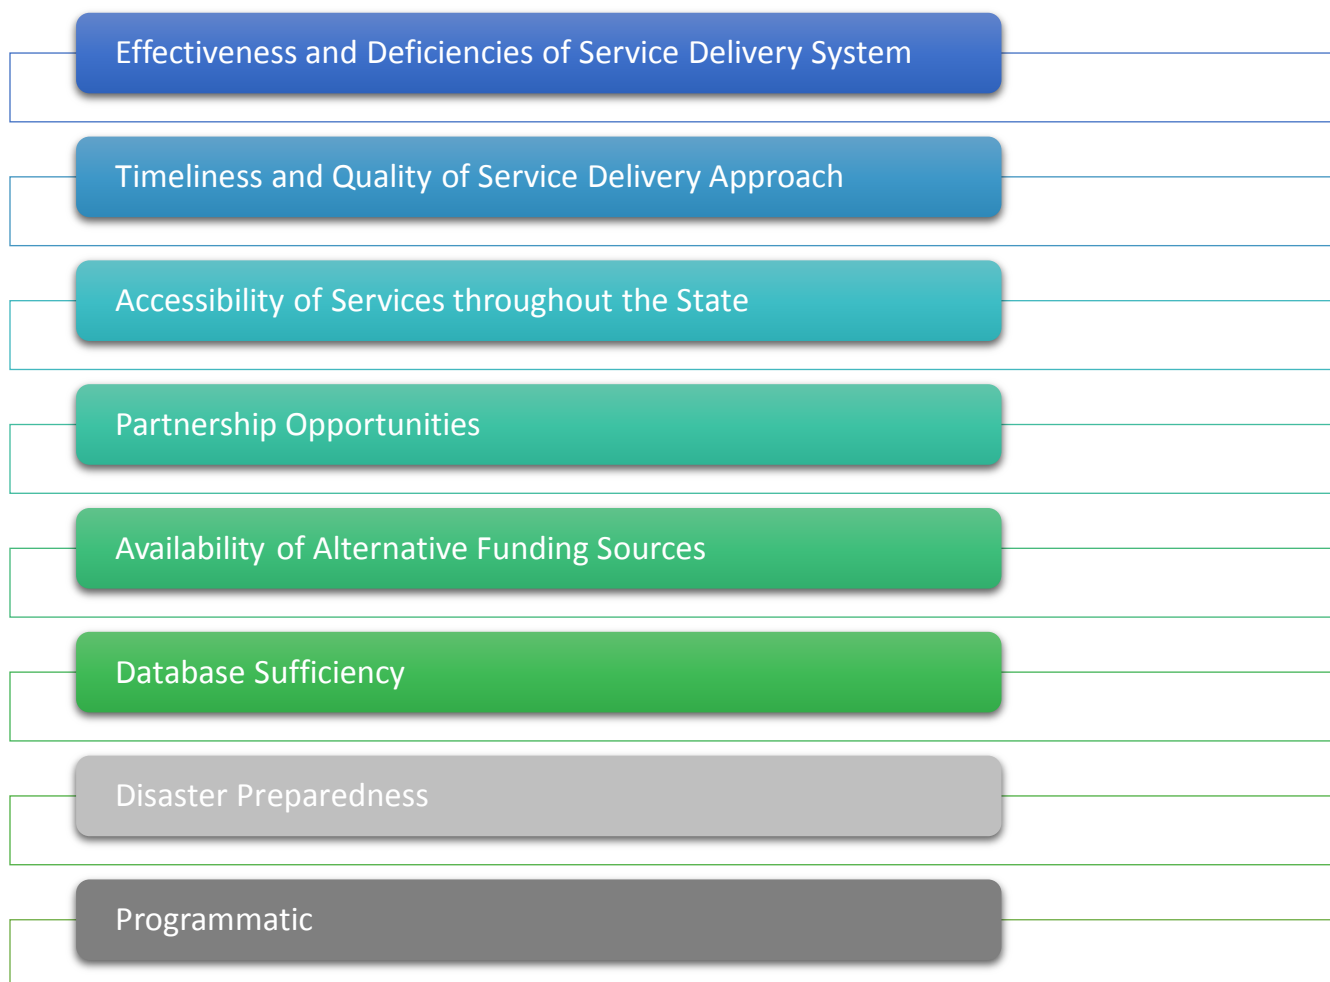 Effectiveness and Deficiencies of Service Delivery System
Timeliness and Quality of Service Delivery Approach
Accessibility of Services throughout the State
Partnership Opportunities
Availability of Alternative Funding Sources
Database Sufficiency
Disaster Preparedness
Programmatic